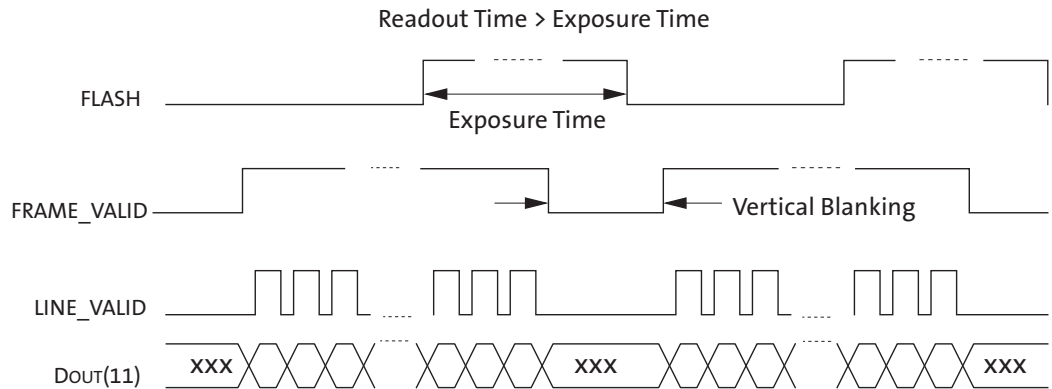 Readout Time > Exposure Time
FLASH
Exposure Time
FRAME_VALID
Vertical Blanking
LINE_VALID
DOUT(11)
XXX
XXX
XXX